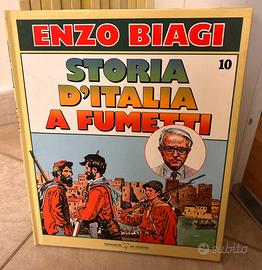 ENZO BIAGI
10
STORIA
D'ITALIA
A FUMETTI
subito